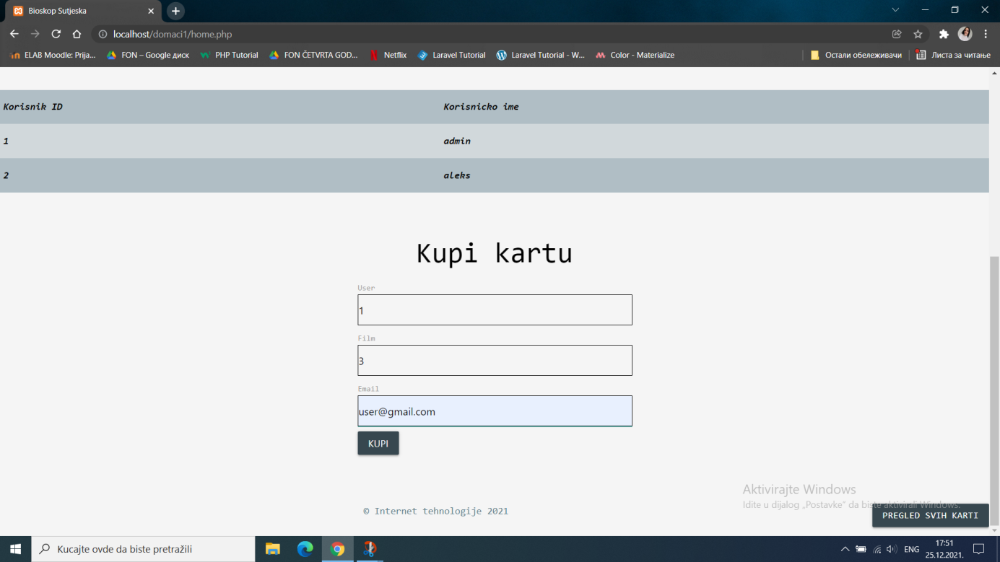 Bioskop Sutjeska
localhost/domaci1/home.php
ELAB Moodle: Prija...
FON – Google диск
PHP Tutorial
FON ČETVRTA GOD...
Netflix
Laravel Tutorial
Laravel Tutorial - W...
Color - Materialize
Остали обележивачи
Листа за читање
Korisnik ID
Korisnicko ime
1
admin
2
aleks
Kupi kartu
User
1
Film
3
Email
user@gmail.com
KUPI
Aktivirajte Windows
Idite u dijalog „Postavke“ da biste aktivirali Windows.
© Internet tehnologije 2021
PREGLED SVIH KARTI
Kucajte ovde da biste pretražili
ENG
17:51
25.12.2021.